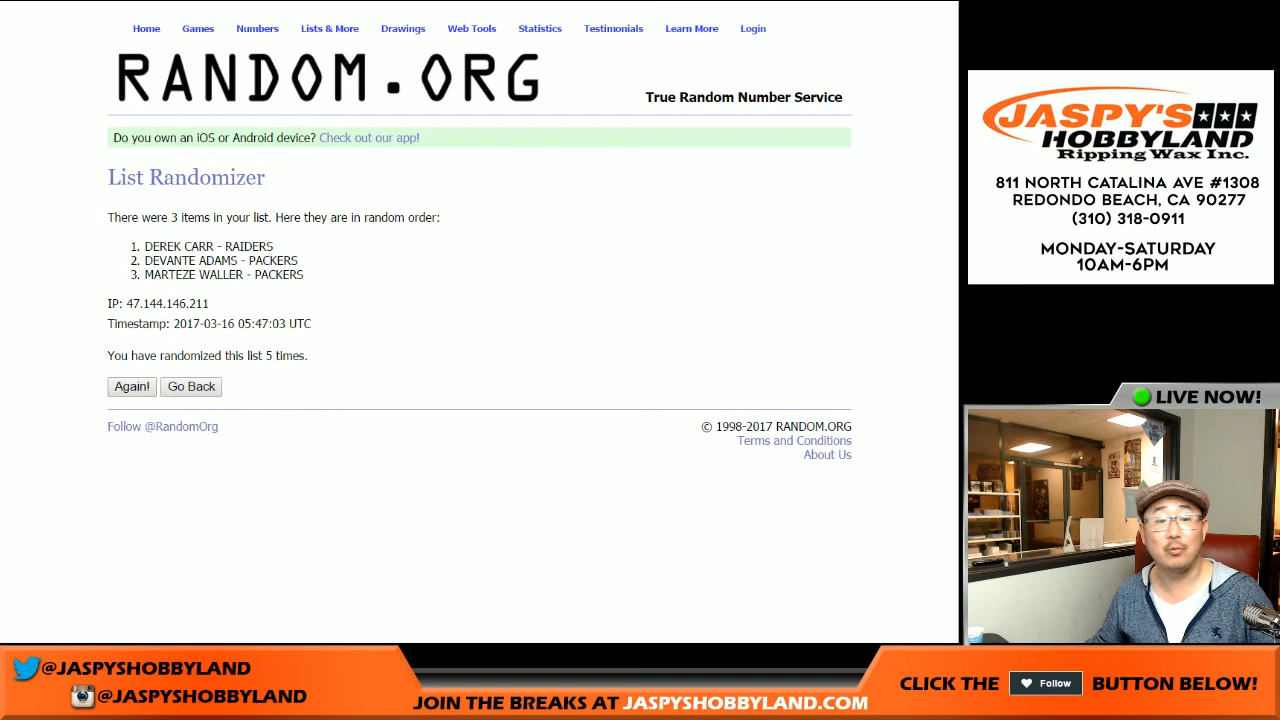 Home Games Numbers Lists & More Drawings Web Tools Statistics Testimonials Learn More Login
RANDOM.ORG
True Random Number Service
Do you own an iOS or Android device? Check out our app!
List Randomizer
There were 3 items in your list. Here they are in random order:
1. DEREK CARR - RAIDERS
2. DEVANTE ADAMS - PACKERS
3. MARTEZE WALLER - PACKERS
IP: 47.144.146.211
Timestamp: 2017-03-16 05:47:03 UTC
You have randomized this list 5 times.
Again! Go Back
Follow @RandomOrg
© 1998-2017 RANDOM.ORG
Terms and Conditions
About Us
JASPY'S
HOBBYLAND
Ripping Wax Inc.
811 NORTH CATALINA AVE #1308
REDONDO BEACH, CA 90277
(310) 318-0911
MONDAY-SATURDAY
10AM-6PM
LIVE NOW!
@JASPYSHOBBYLAND
@JASPYSHOBBYLAND
JOIN THE BREAKS AT JASPYSHOBBYLAND.COM
CLICK THE Follow BUTTON BELOW!